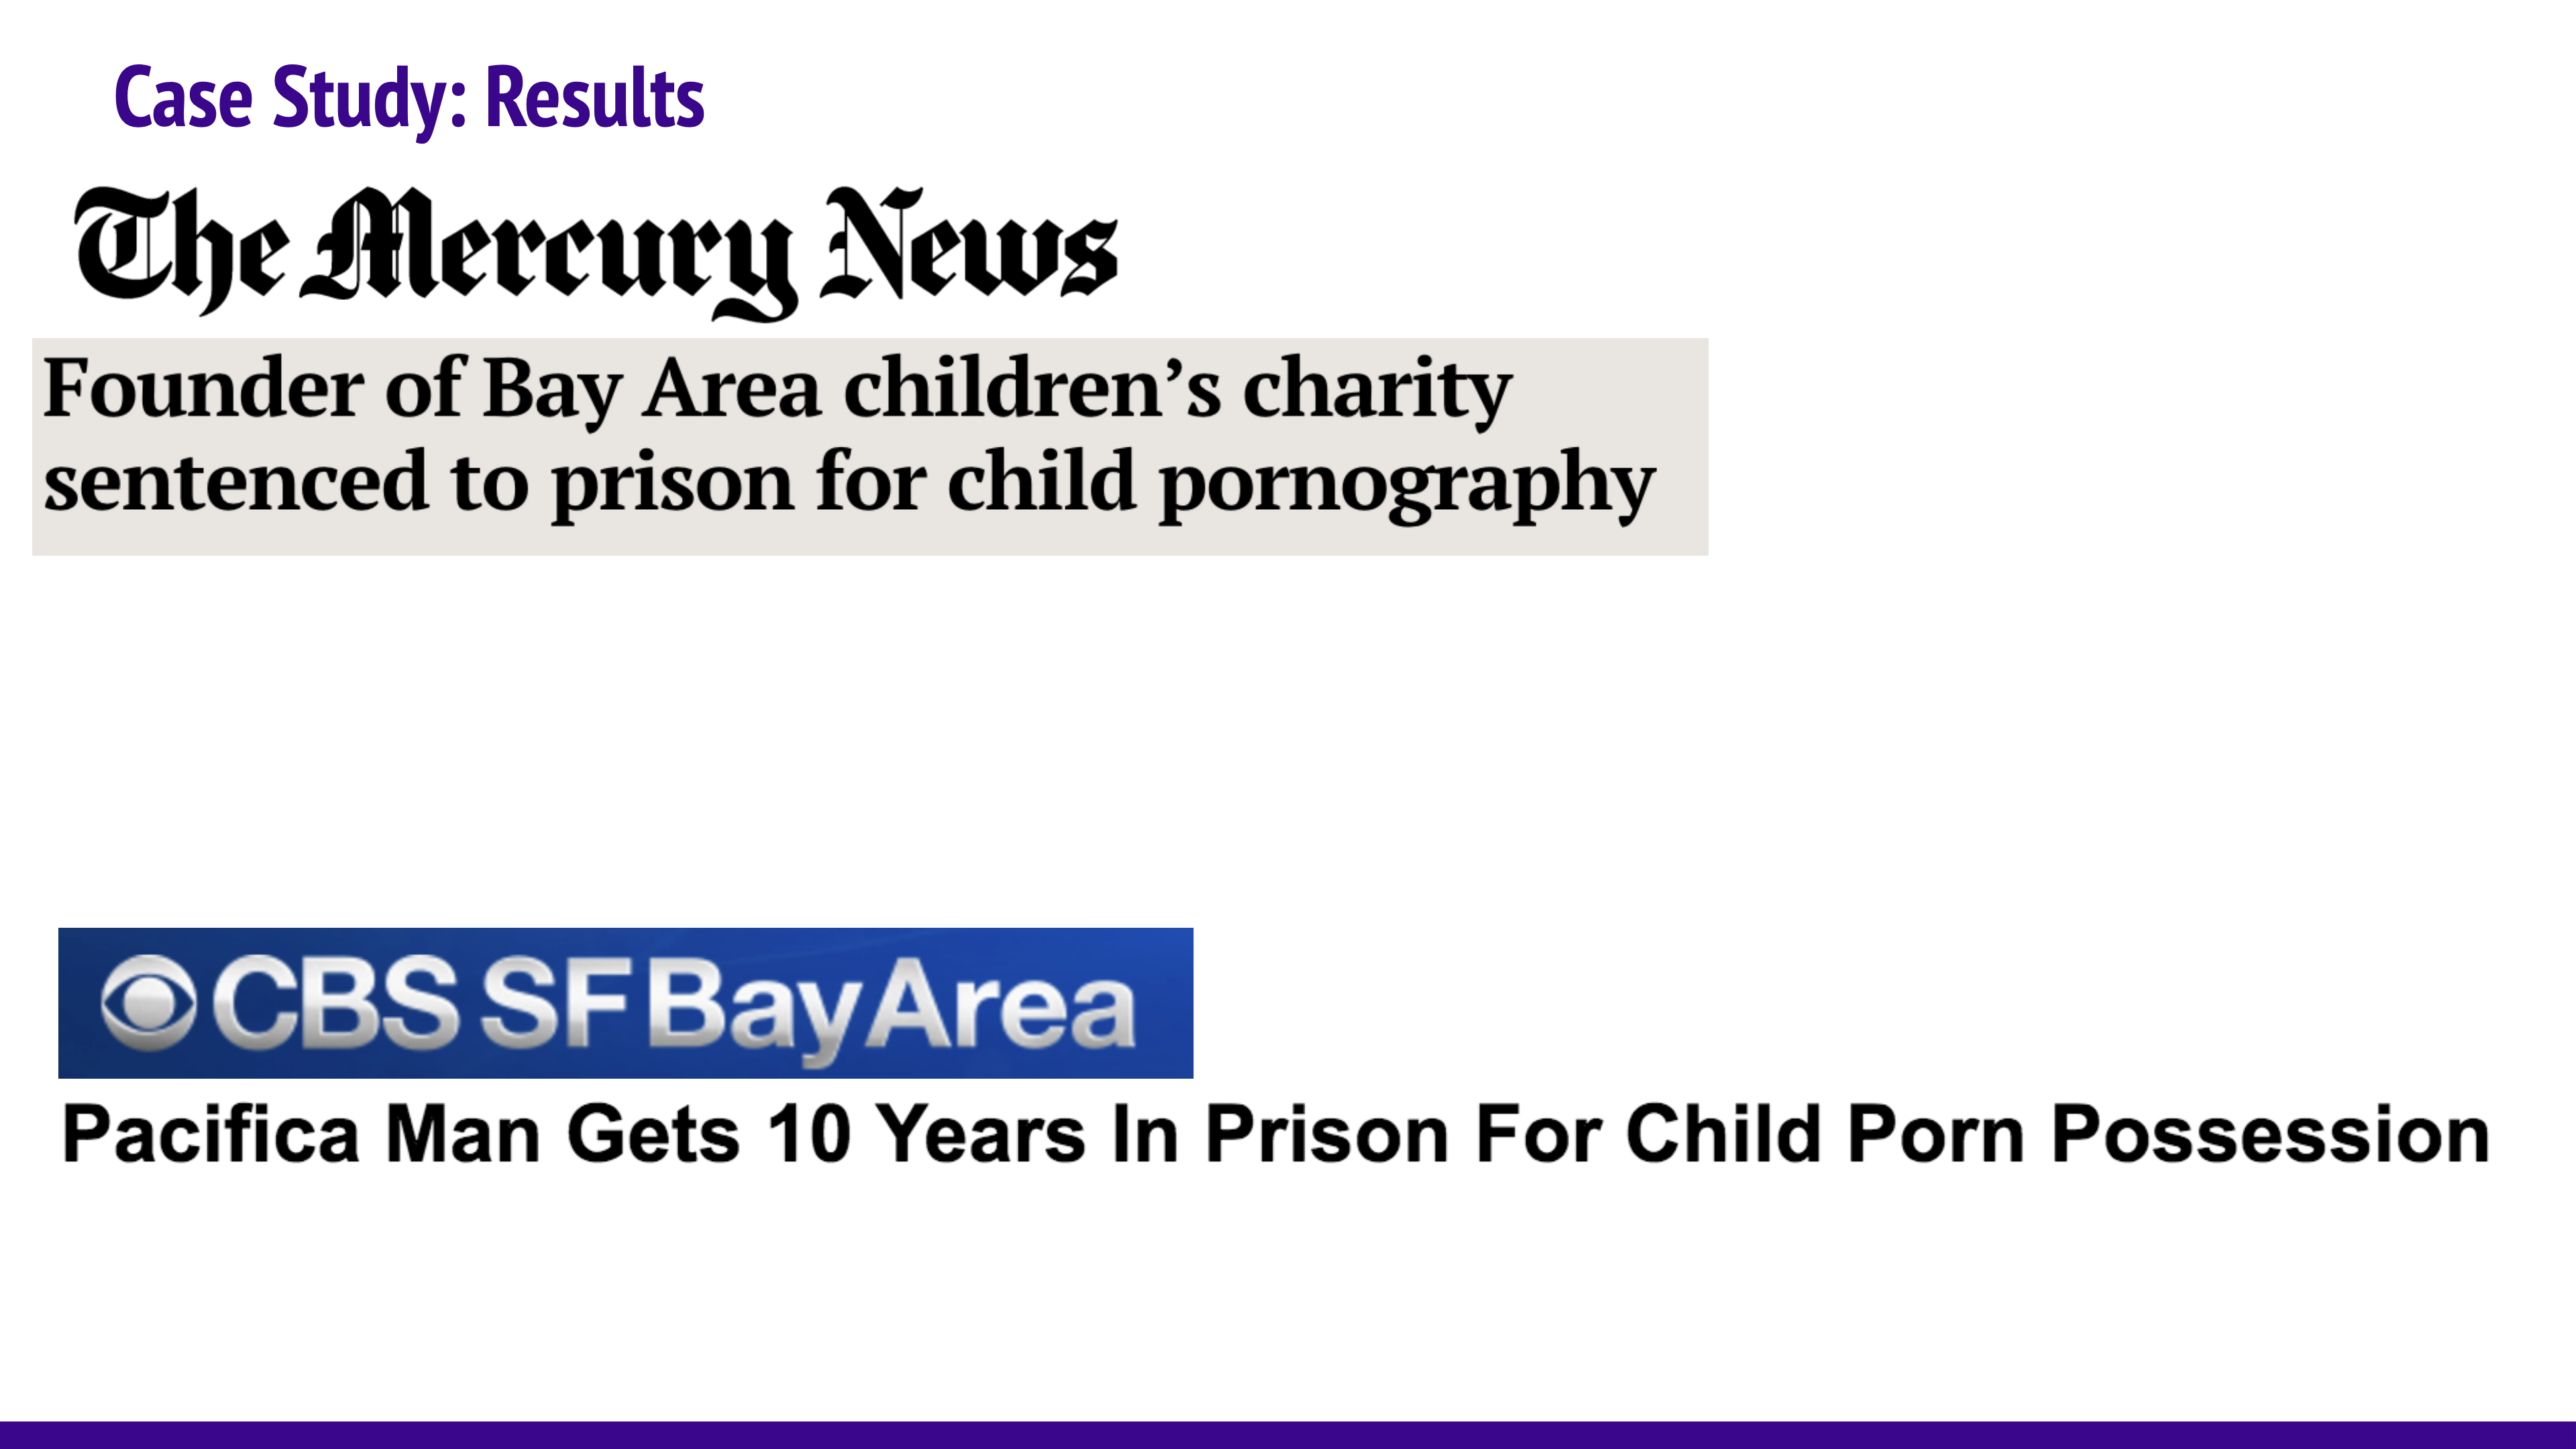 Case Study: Results
The Mercury News
Founder of Bay Area children’s charity
sentenced to prison for child pornography
CBS SF BayArea
Pacifica Man Gets 10 Years In Prison For Child Porn Possession